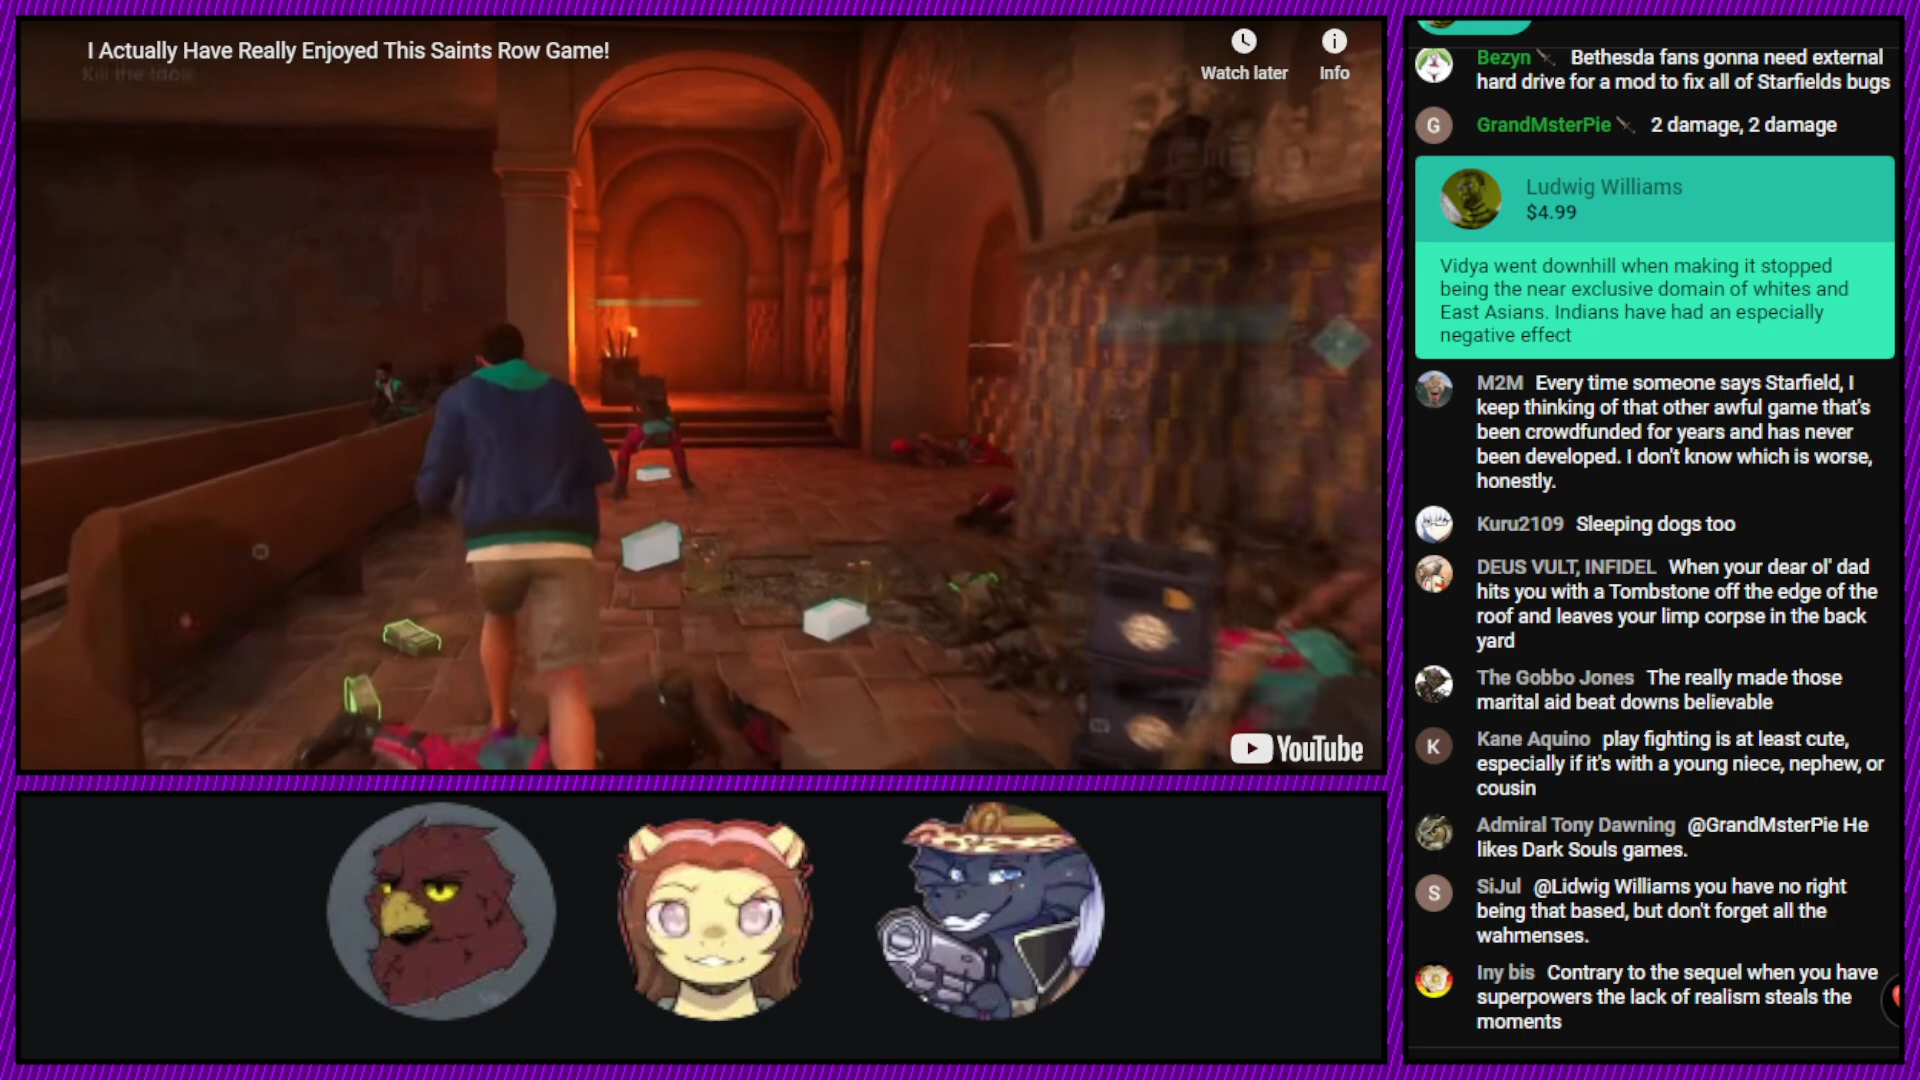 I Actually Have Really Enjoyed This Saints Row Game!
Watch later
Info
YouTube
Bezyn Bethesda fans gonna need external
hard drive for a mod to fix all of Starfields bugs
G GrandMsterPie 2 damage, 2 damage
Ludwig Williams
$4.99
Vidya went downhill when making it stopped
being the near exclusive domain of whites and
East Asians. Indians have had an especially
negative effect
M2M Every time someone says Starfield, I
keep thinking of that other awful game that's
been crowdfunded for years and has never
been developed. I don't know which is worse,
honestly.
Kuru2109 Sleeping dogs too
DEUS VULT, INFIDEL When your dear ol' dad
hits you with a Tombstone off the edge of the
roof and leaves your limp corpse in the back
yard
The Gobbo Jones The really made those
marital aid beat downs believable
K Kane Aquino play fighting is at least cute,
especially if it's with a young niece, nephew, or
cousin
Admiral Tony Dawning @GrandMsterPie He
likes Dark Souls games.
S SiJul @Lidwig Williams you have no right
being that based, but don't forget all the
wahmenses.
Iny bis Contrary to the sequel when you have
superpowers the lack of realism steals the
moments